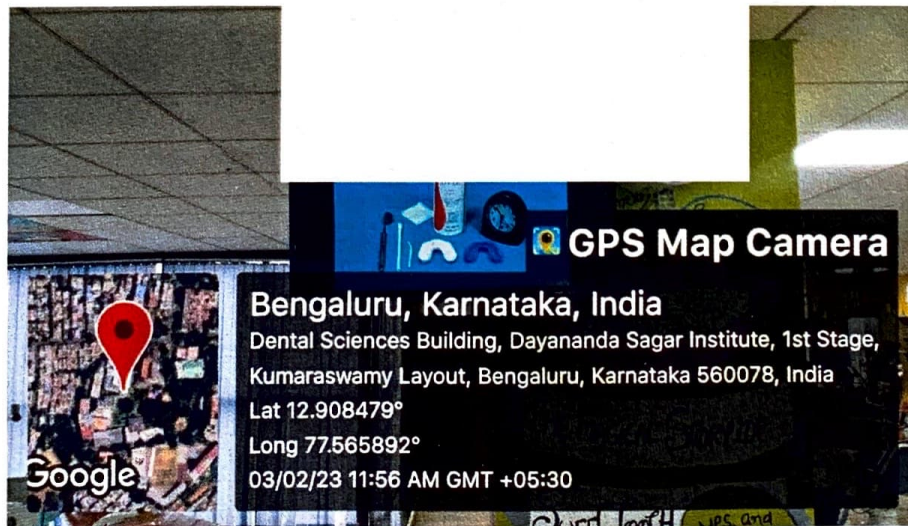 GPS Map Camera
Bengaluru, Karnataka, India
Dental Sciences Building, Dayananda Sagar Institute, 1st Stage,
Kumaraswamy Layout, Bengaluru, Karnataka 560078, India
Lat 12.908479°
Long 77.565892°
03/02/23 11:56 AM GMT +05:30
Google
and